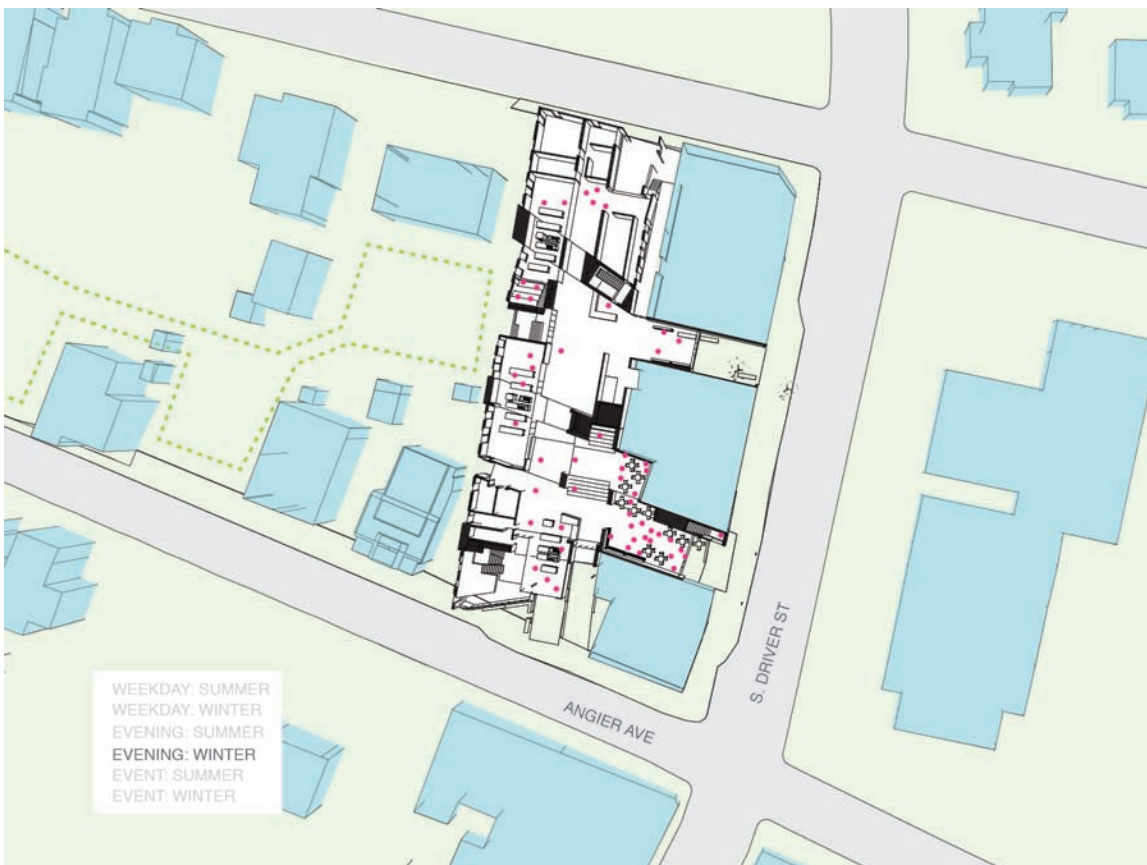 S. DRIVER ST
ANGIER AVE
WEEKDAY: SUMMER
WEEKDAY: WINTER
EVENING: SUMMER
EVENING: WINTER
EVENT: SUMMER
EVENT: WINTER